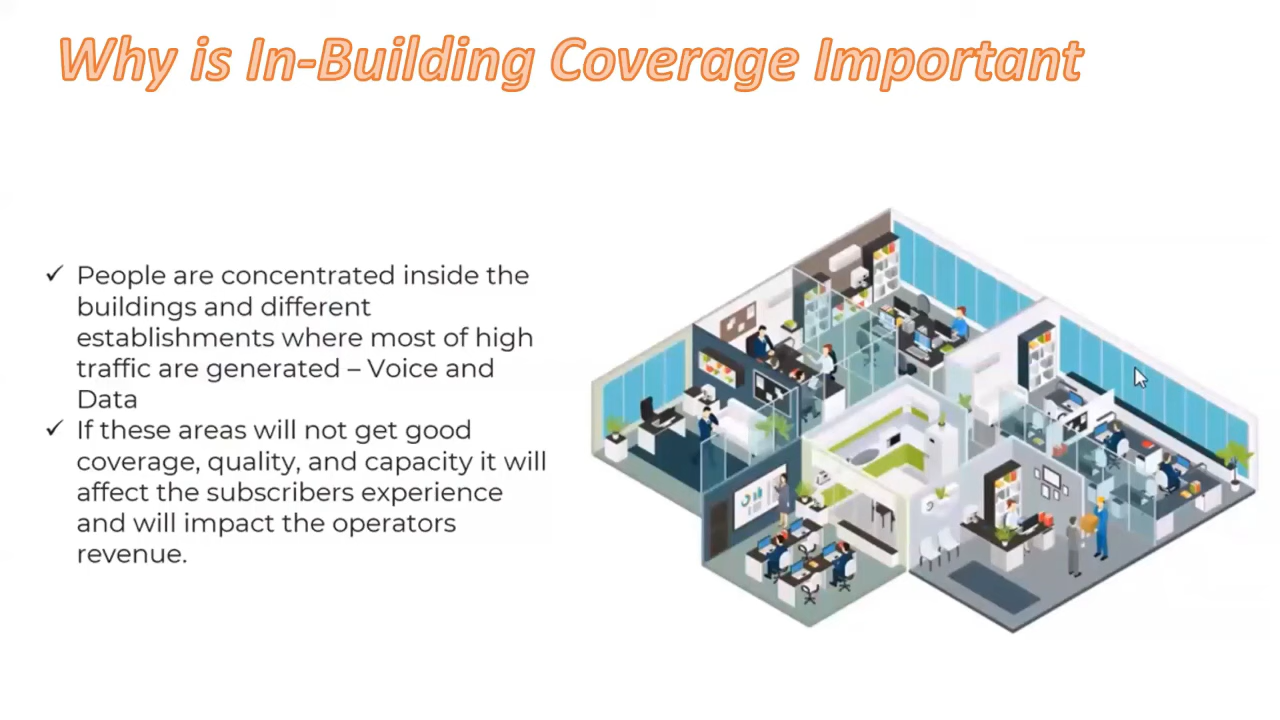 Why is In-Building Coverage Important
✓ People are concentrated inside the
buildings and different
establishments where most of high
traffic are generated – Voice and
Data
✓ If these areas will not get good
coverage, quality, and capacity it will
affect the subscribers experience
and will impact the operators
revenue.